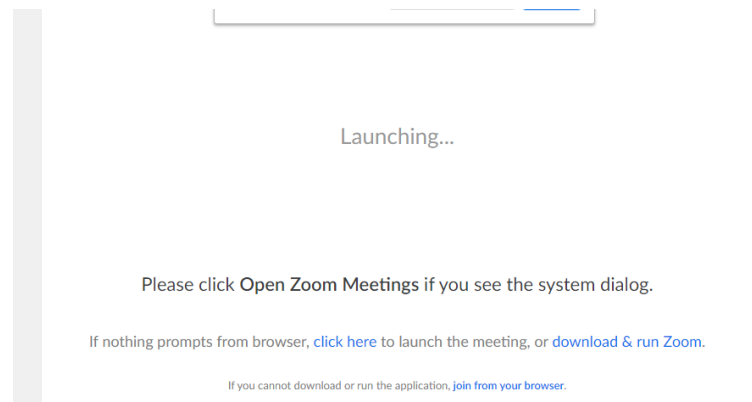 Launching...
Please click Open Zoom Meetings if you see the system dialog.
If nothing prompts from browser, click here to launch the meeting, or download & run Zoom.
If you cannot download or run the application, join from your browser.